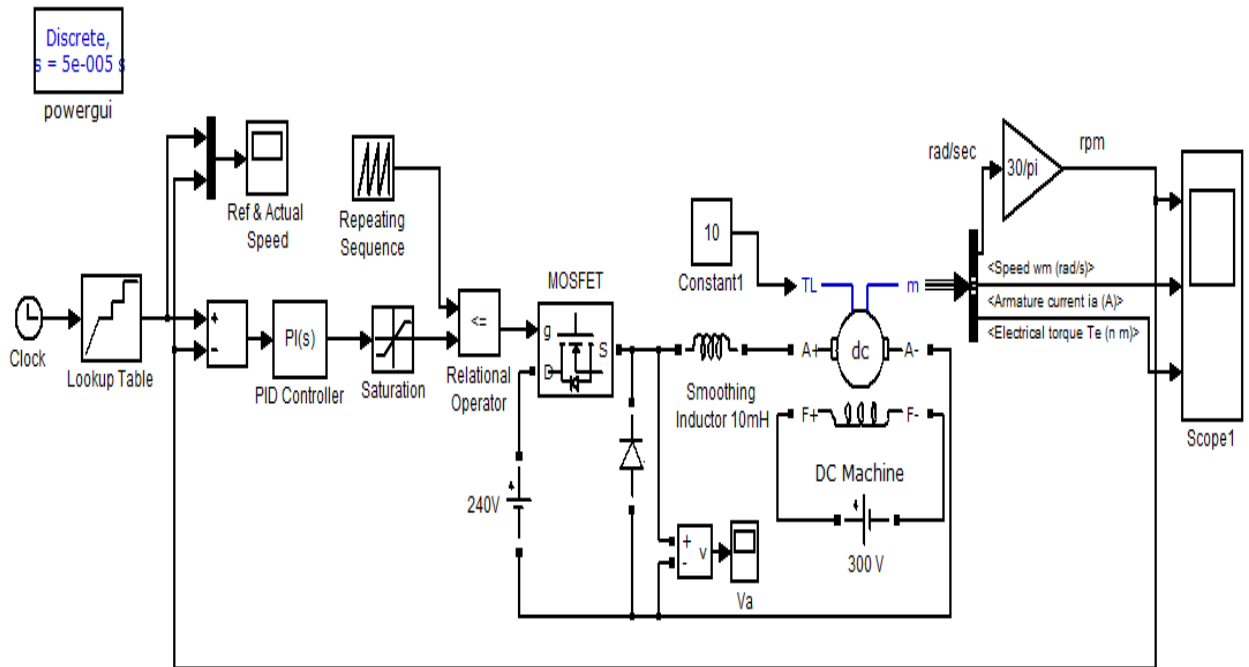 Discrete,
s = 5e-005 s
powergui
Ref & Actual
Speed
Repeating
Sequence
Clock
Lookup Table
+
-
PI(s)
PID Controller
Saturation
<=
Relational
Operator
MOSFET
g
D
S
240V
10
Constant1
Smoothing
Inductor 10mH
TL
m
A+
dc
A-
F+
F-
DC Machine
+
300 V
+
+
-
v
Va
rad/sec
30/pi
rpm
<Speed wm (rad/s)>
<Armature current ia (A)>
<Electrical torque Te (n m)>
Scope1